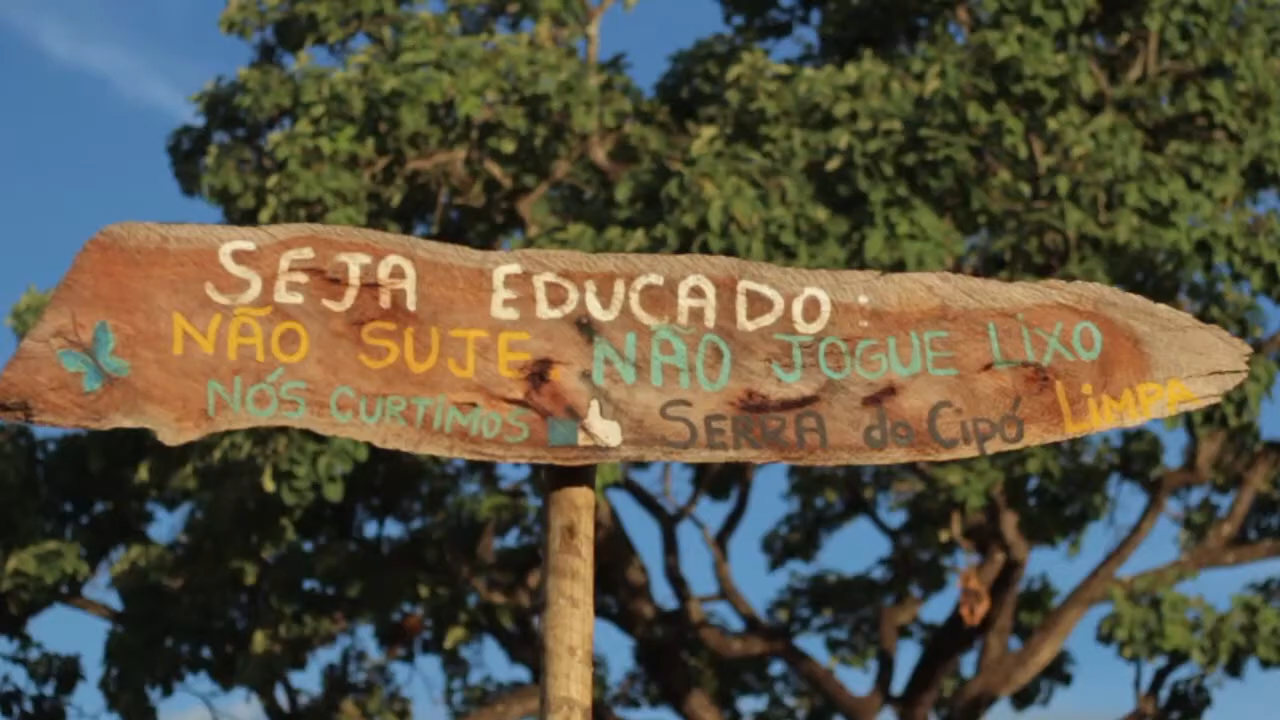 SEJA EDUCADO:
NÃO SUJE NÃO JOGUE LIXO
NÓS CURTIMOS SERRA do Cipó LIMPA